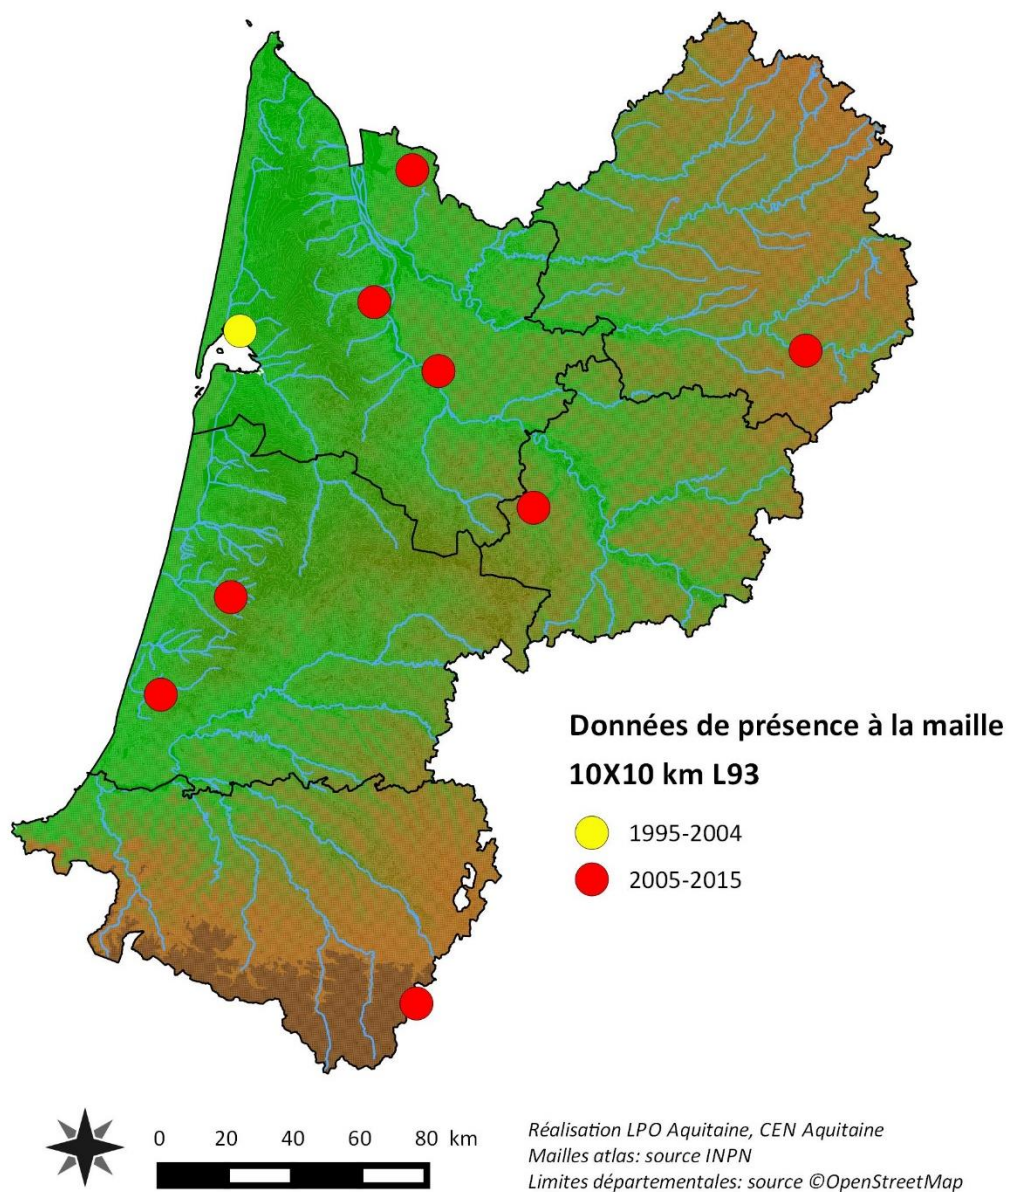 Données de présence à la maille
10X10 km L93
1995-2004
2005-2015
0 20 40 60 80 km
Réalisation LPO Aquitaine, CEN Aquitaine
Mailles atlas: source INPN
Limites départementales: source ©OpenStreetMap